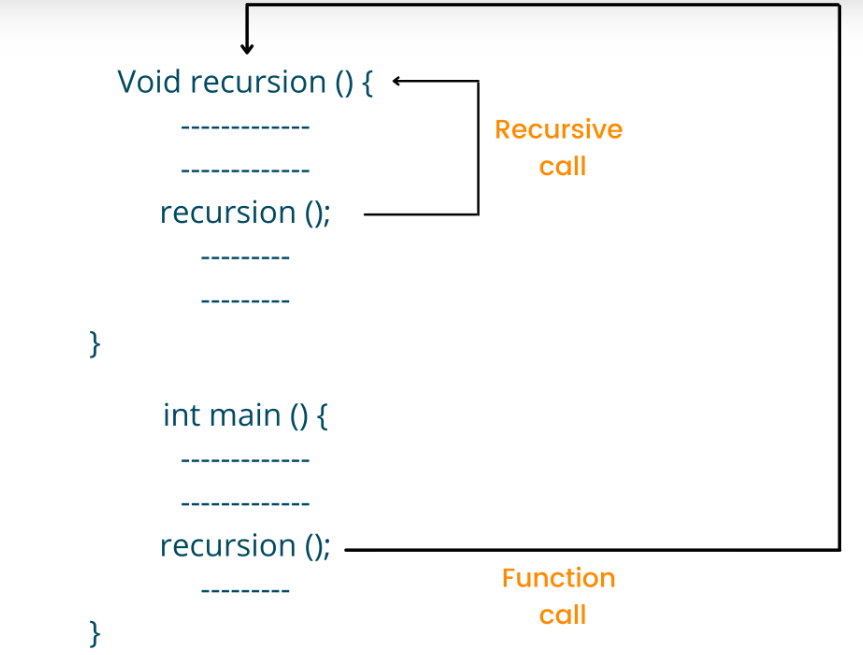 Void recursion () {
-------------
-------------
Recursive
call
recursion ();
---------
---------
}
int main () {
-------------
-------------
recursion ();
---------
Function
call
}